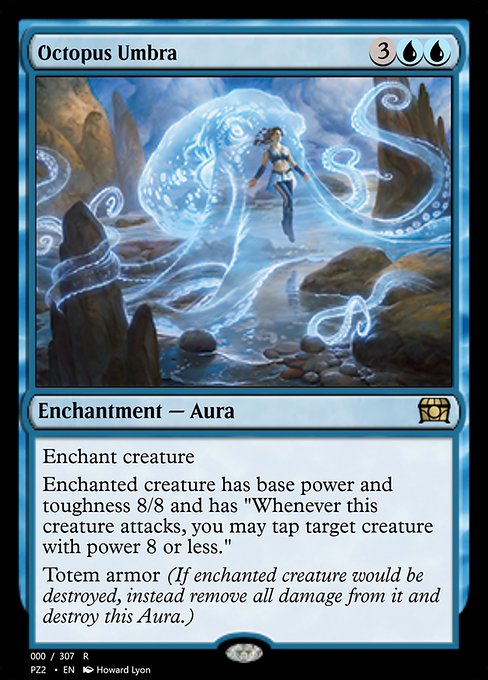 Octopus Umbra 3
Enchantment — Aura
Enchant creature
Enchanted creature has base power and
toughness 8/8 and has "Whenever this
creature attacks, you may tap target creature
with power 8 or less."
Totem armor (If enchanted creature would be
destroyed, instead remove all damage from it and
destroy this Aura.)
000 / 307 R
PZ2 • EN Howard Lyon